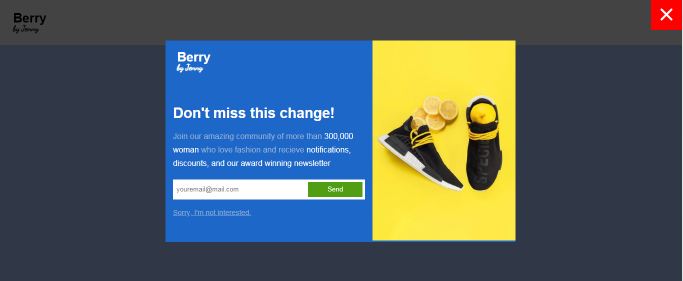 Berry
by Jenny
Berry
by Jenny
Don't miss this change!
Join our amazing community of more than 300,000
woman who love fashion and recieve notifications,
discounts, and our award winning newsletter
youremail@mail.com
Send
Sorry, I'm not interested.